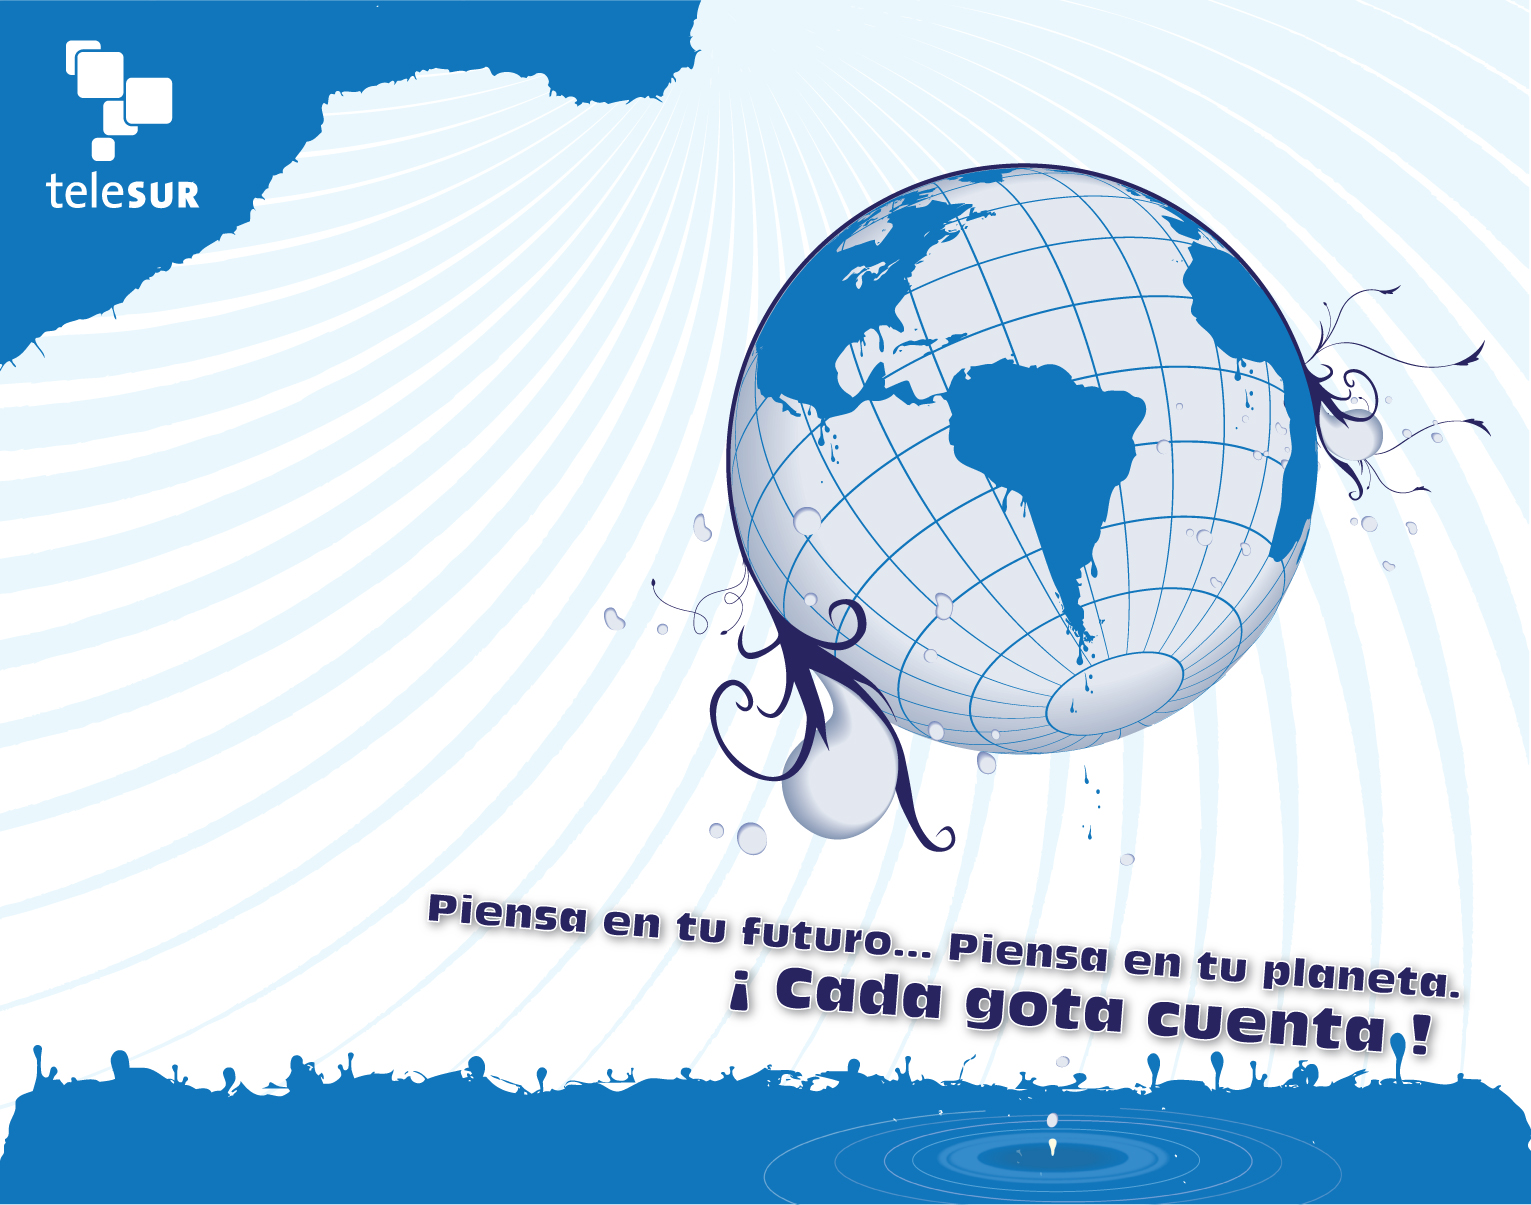 teleSUR
Piensa en tu futuro... Piensa en tu planeta.
¡ Cada gota cuenta !